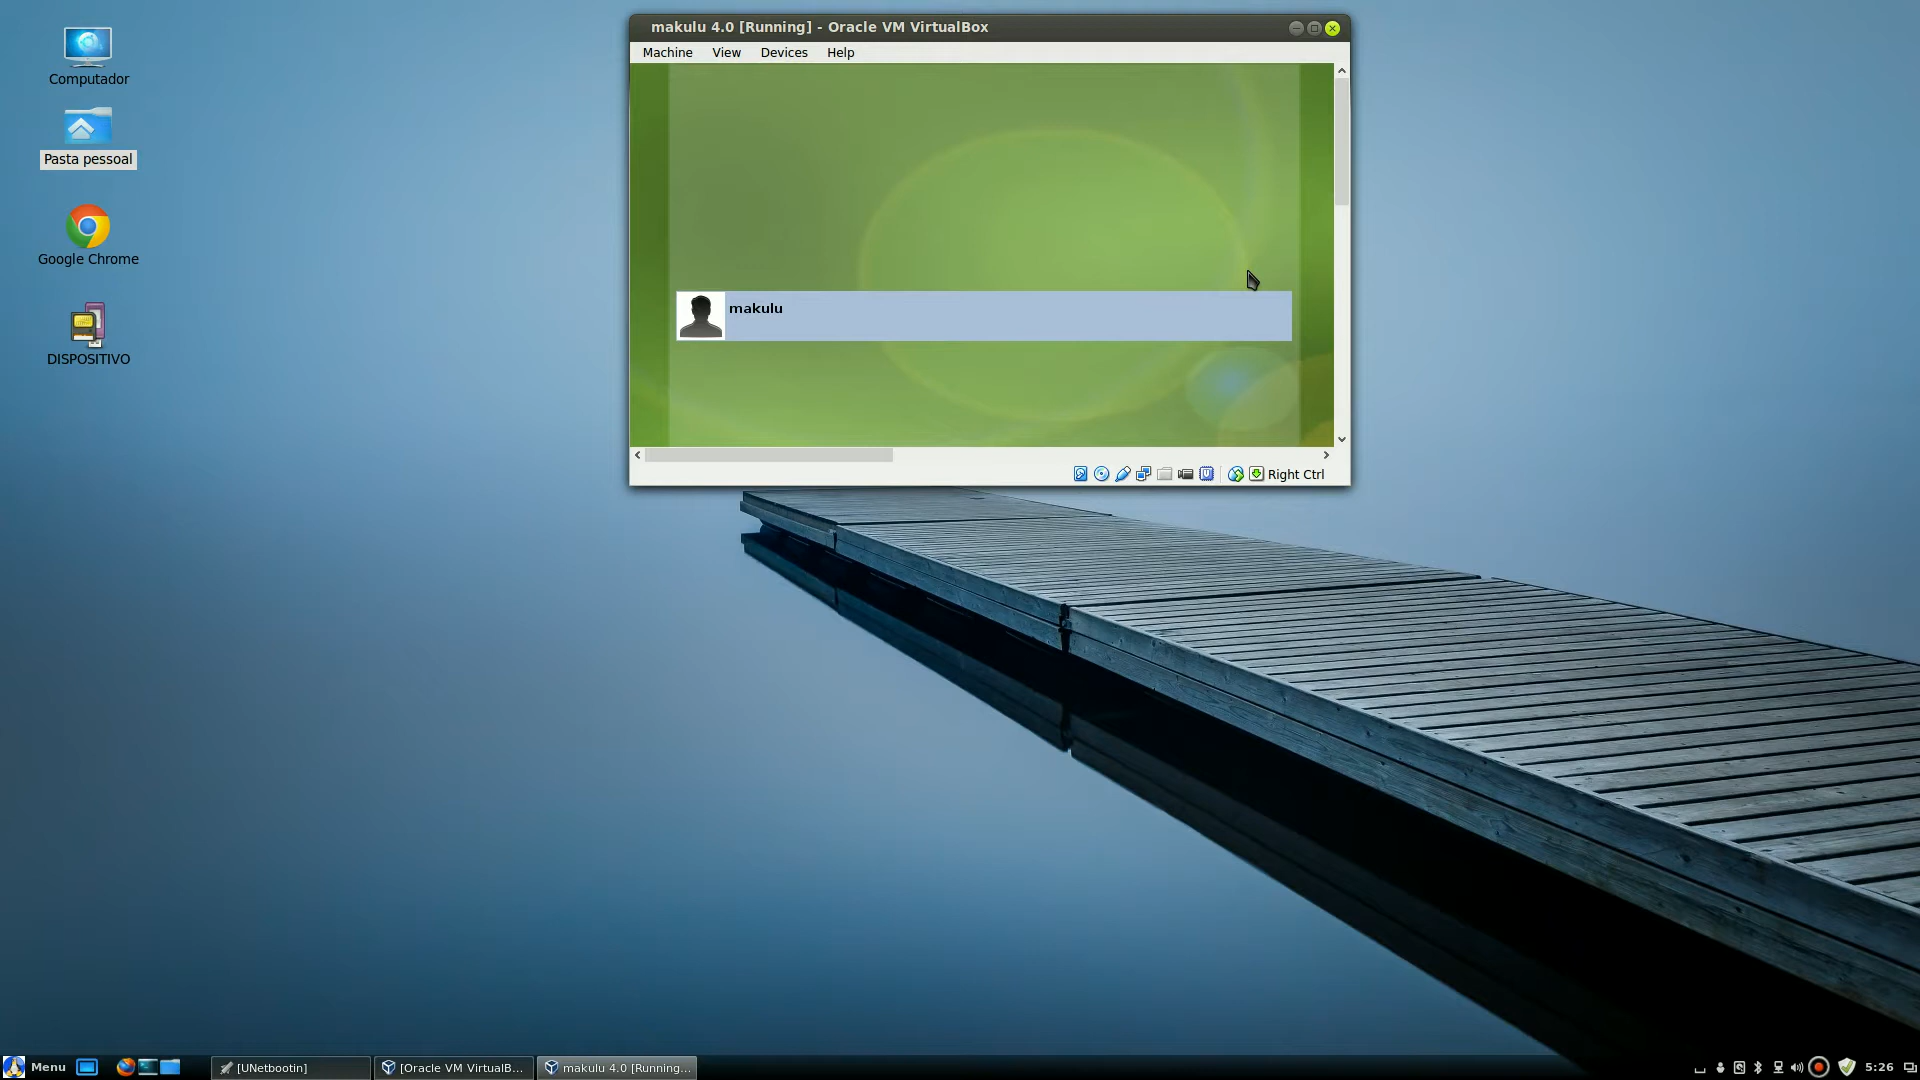 Computador
Pasta pessoal
Google Chrome
DISPOSITIVO
makulu 4.0 [Running] - Oracle VM VirtualBox
Machine View Devices Help
makulu
Right Ctrl
Menu [UNetbootin] [Oracle VM VirtualB... makulu 4.0 [Running... 5:26